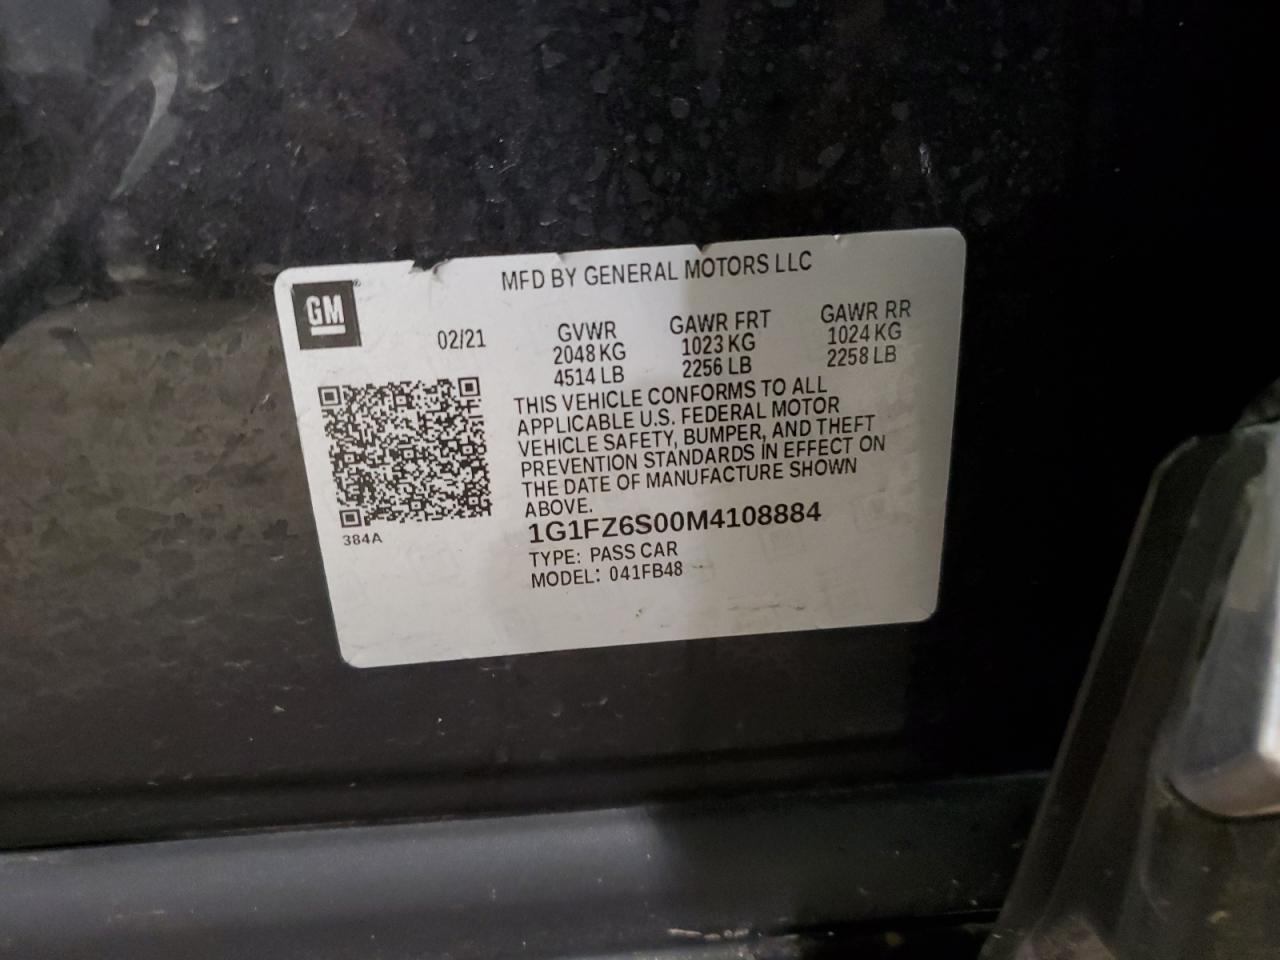 MFD BY GENERAL MOTORS LLC
GM
02/21
GVWR
2048 KG
4514 LB
GAWR FRT
1023 KG
2256 LB
GAWR RR
1024 KG
2258 LB
THIS VEHICLE CONFORMS TO ALL
APPLICABLE U.S. FEDERAL MOTOR
VEHICLE SAFETY, BUMPER, AND THEFT
PREVENTION STANDARDS IN EFFECT ON
THE DATE OF MANUFACTURE SHOWN
ABOVE.
1G1FZ6S00M4108884
TYPE: PASS CAR
MODEL: 041FB48
384A